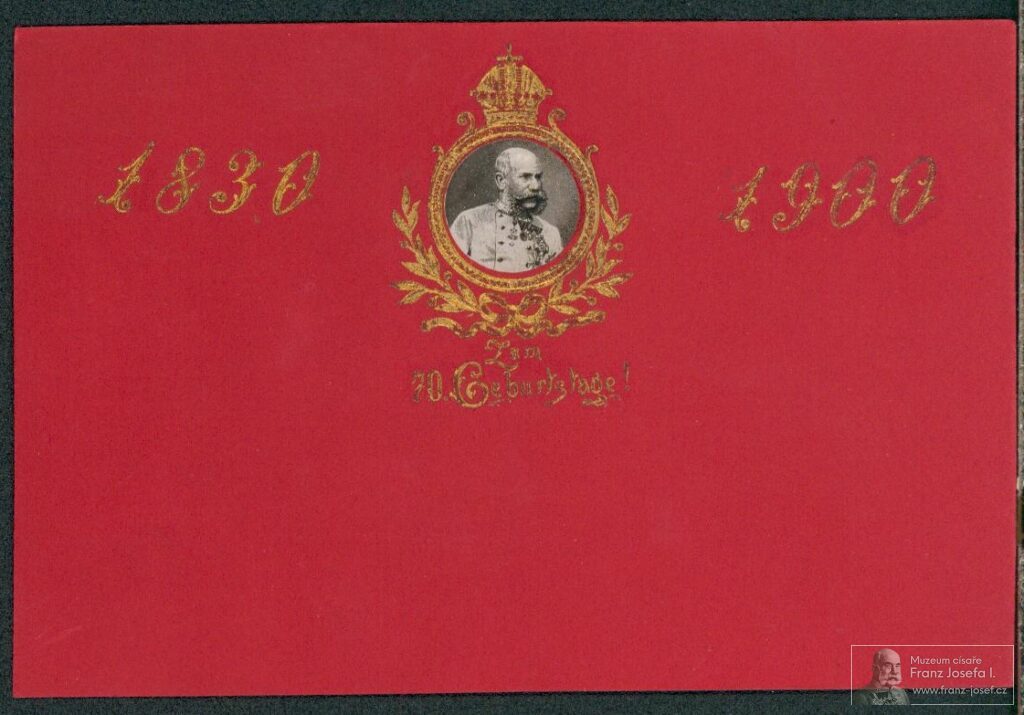 1830
1900
Zum
70. Geburtstage!
Muzeum císaře
Franz Josefa I.
www.franz-josef.cz